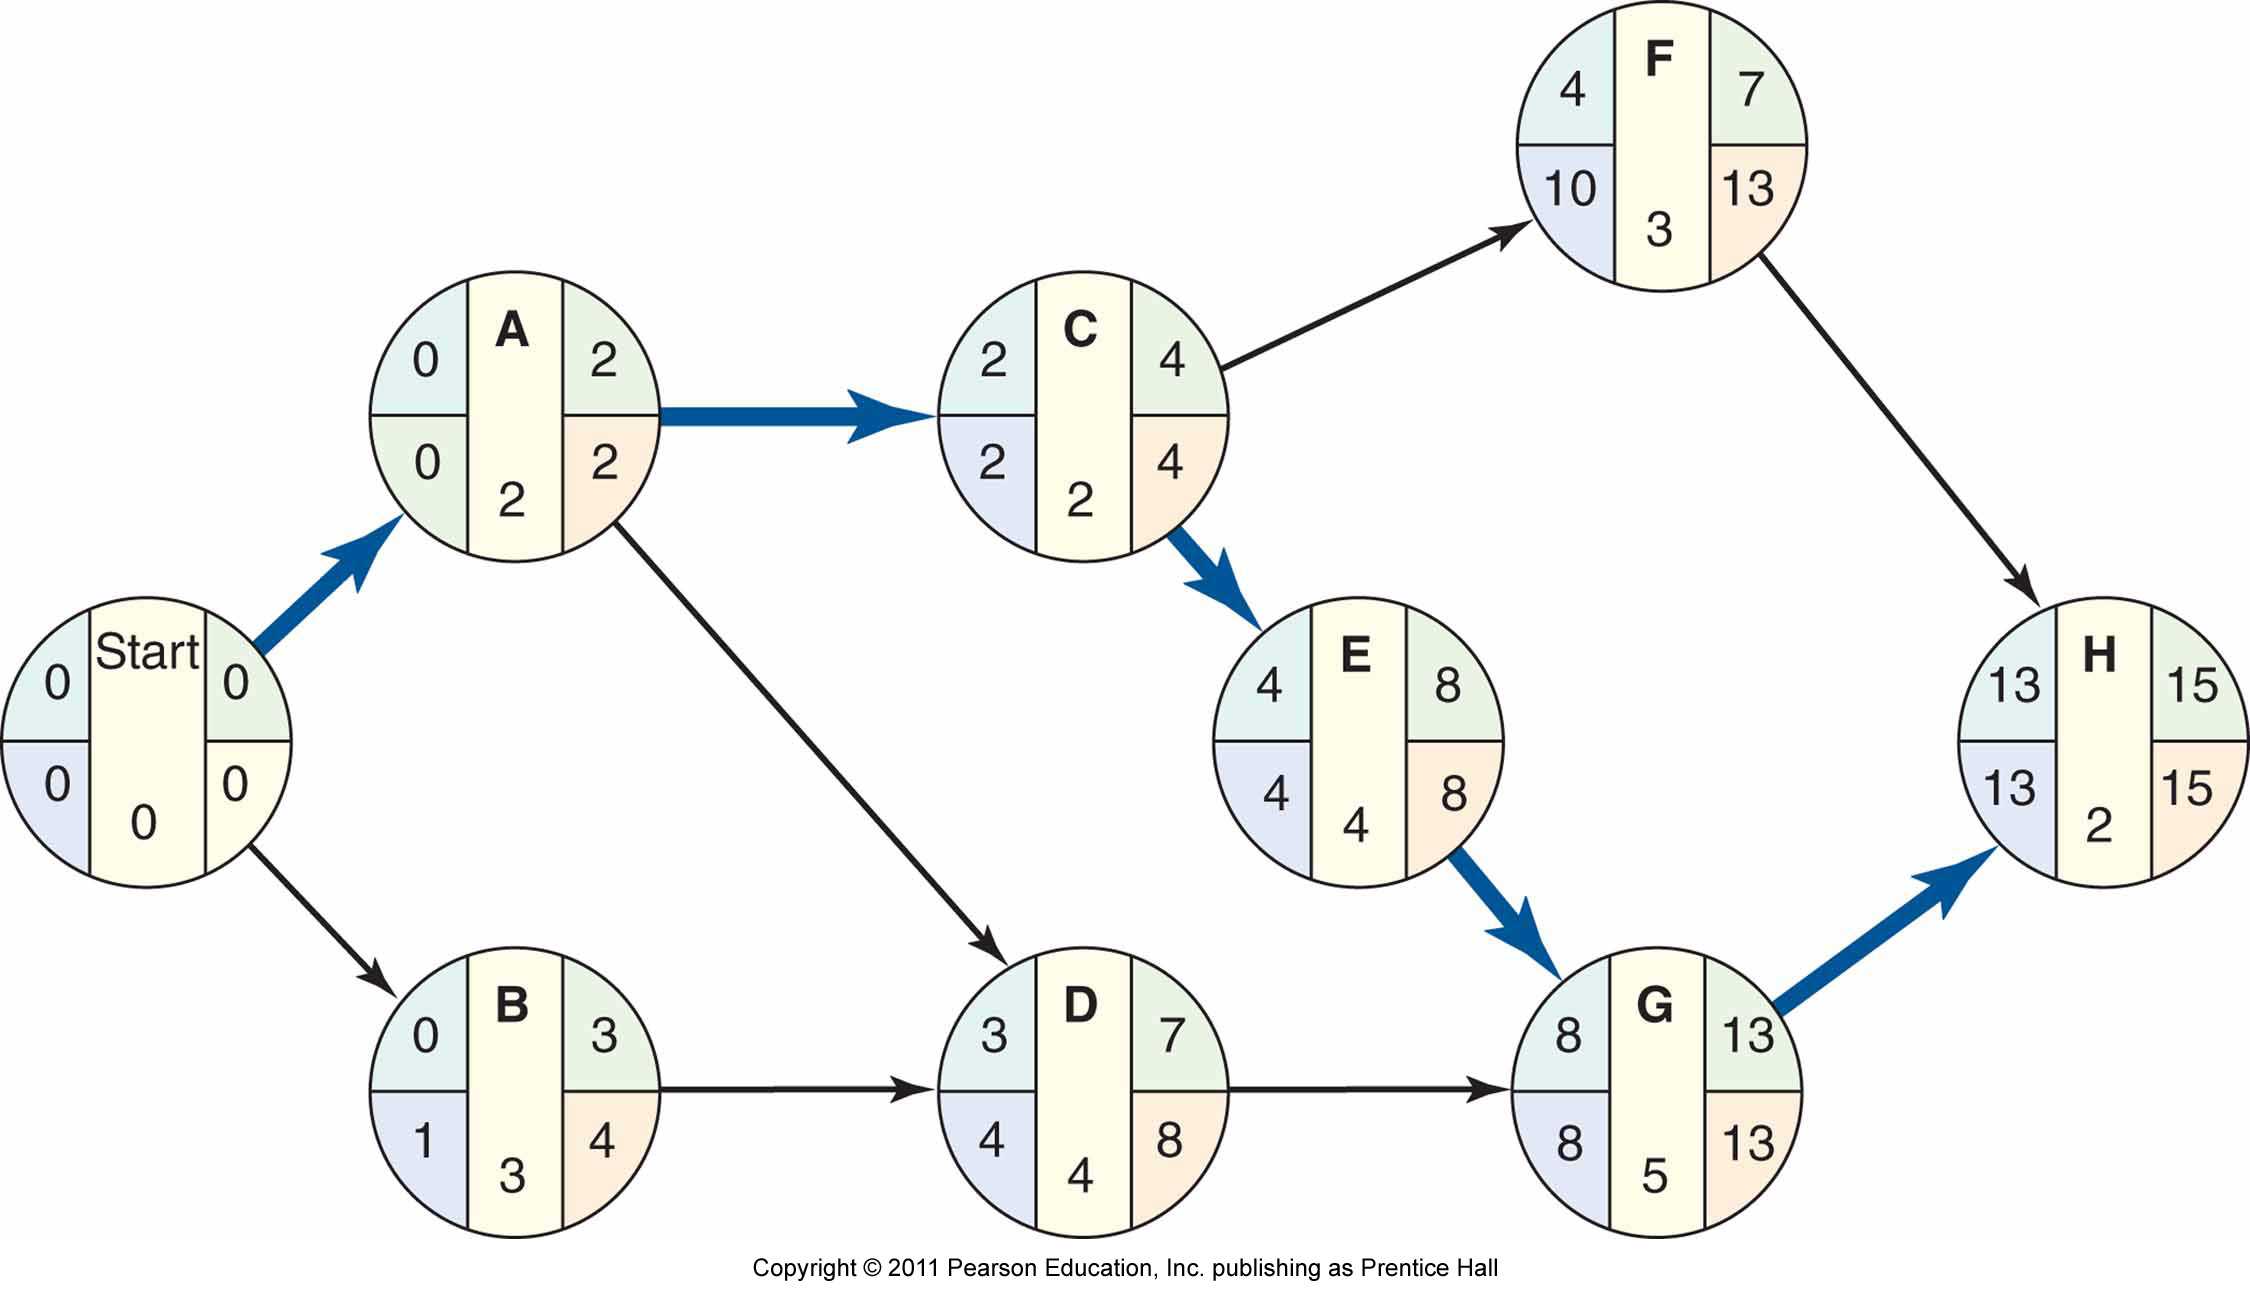 F
4 7
10 13
3
A
0 2
0 2
2
C
2 4
2 4
2
Start
0 0
0 0
0
E
4 8
4 8
4
H
13 15
13 15
2
B
0 3
1 4
3
D
3 7
4 8
4
G
8 13
8 13
5
Copyright © 2011 Pearson Education, Inc. publishing as Prentice Hall